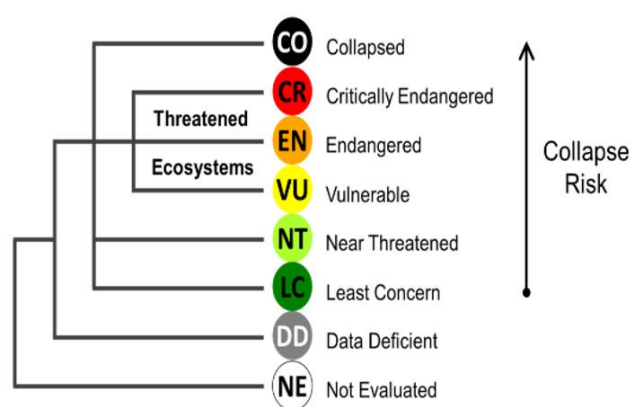 CO Collapsed
CR Critically Endangered
Threatened
EN Endangered
Ecosystems
VU Vulnerable
NT Near Threatened
LC Least Concern
DD Data Deficient
NE Not Evaluated
Collapse
Risk